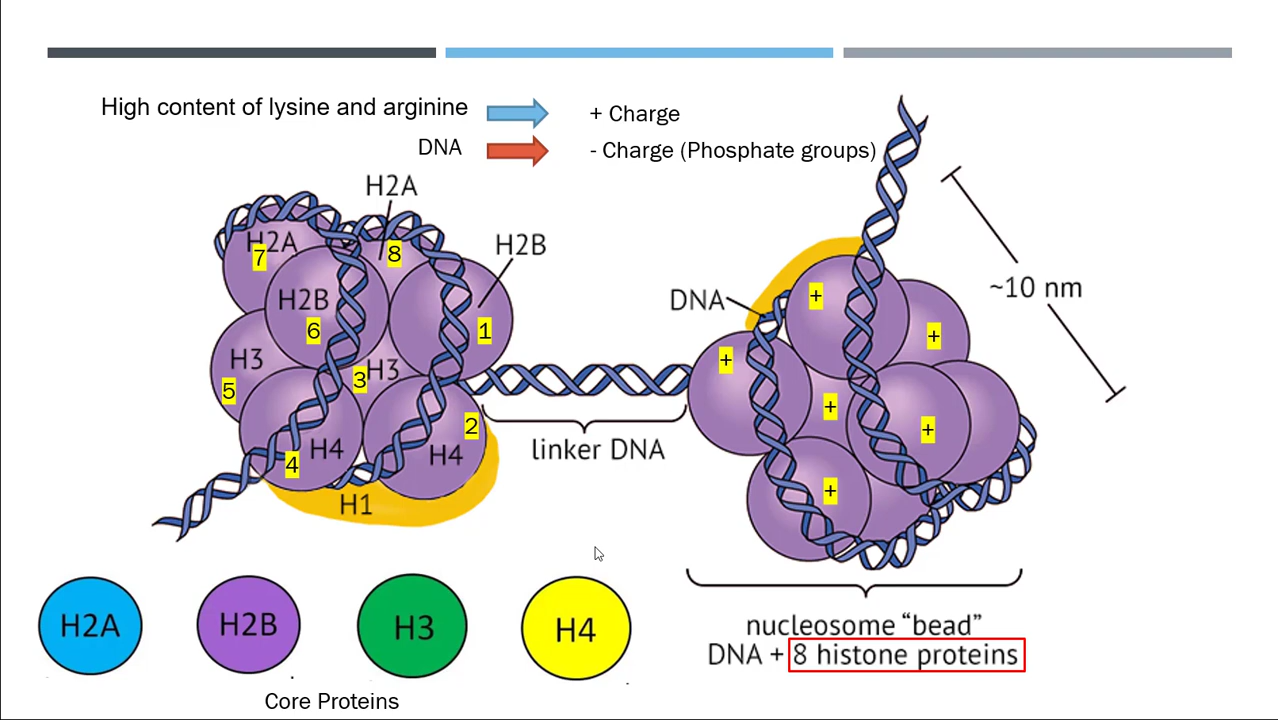 High content of lysine and arginine
+ Charge
DNA
- Charge (Phosphate groups)
H2A
H2A
7
8
H2B
H2B
6
1
H3
5
3
H3
2
H4
4
H4
H1
linker DNA
DNA
+
+
+
+
+
+
~10 nm
nucleosome “bead”
DNA + 8 histone proteins
H2A
H2B
H3
H4
Core Proteins